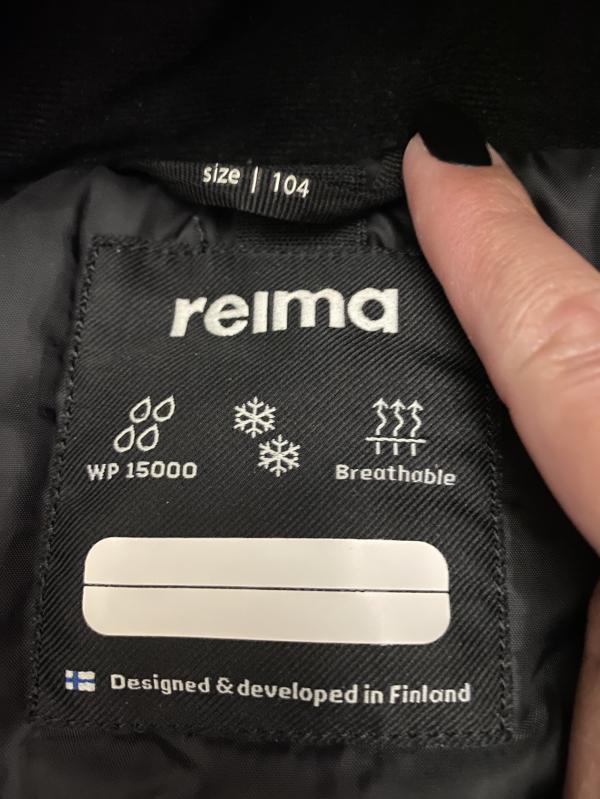 size | 104
reima
WP 15000
Breathable
Designed & developed in Finland